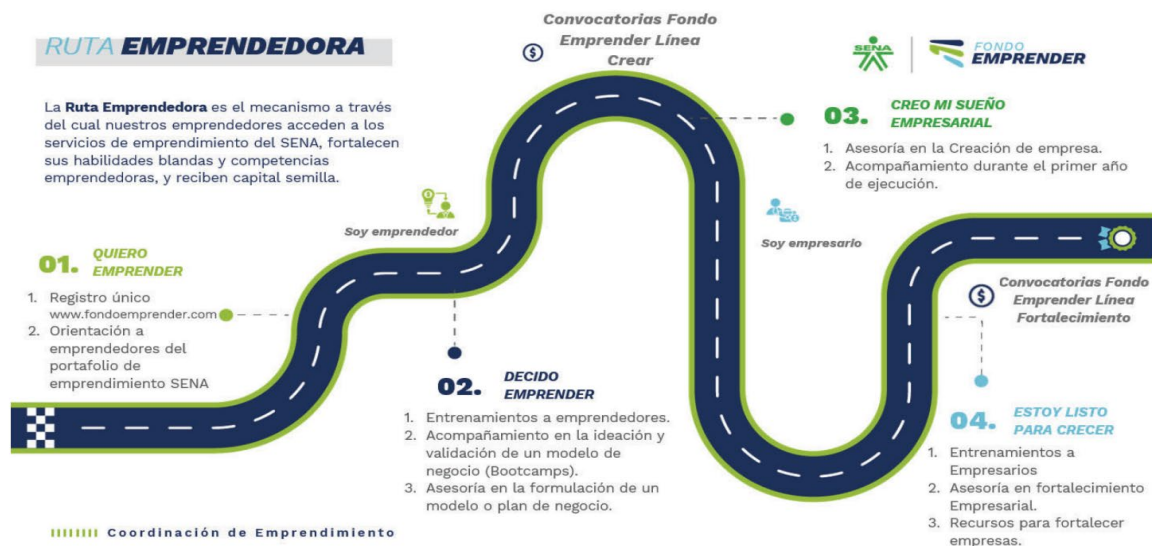 RUTA EMPRENDEDORA
La Ruta Emprendedora es el mecanismo a través
del cual nuestros emprendedores acceden a los
servicios de emprendimiento del SENA, fortalecen
sus habilidades blandas y competencias
emprendedoras, y reciben capital semilla.
01. QUIERO
EMPRENDER
1. Registro único
www.fondoemprender.com
2. Orientación a
emprendedores del
portafolio de
emprendimiento SENA
Soy emprendedor
02. DECIDO
EMPRENDER
1. Entrenamientos a emprendedores.
2. Acompañamiento en la ideación y
validación de un modelo de
negocio (Bootcamps).
3. Asesoría en la formulación de un
modelo o plan de negocio.
$
Convocatorias Fondo
Emprender Línea
Crear
SENA
FONDO
EMPRENDER
03. CREO MI SUEÑO
EMPRESARIAL
1. Asesoría en la Creación de empresa.
2. Acompañamiento durante el primer año
de ejecución.
Soy empresario
$
Convocatorias Fondo
Emprender Línea
Fortalecimiento
04. ESTOY LISTO
PARA CRECER
1. Entrenamientos a
Empresarios
2. Asesoría en fortalecimiento
Empresarial.
3. Recursos para fortalecer
empresas.
Coordinación de Emprendimiento